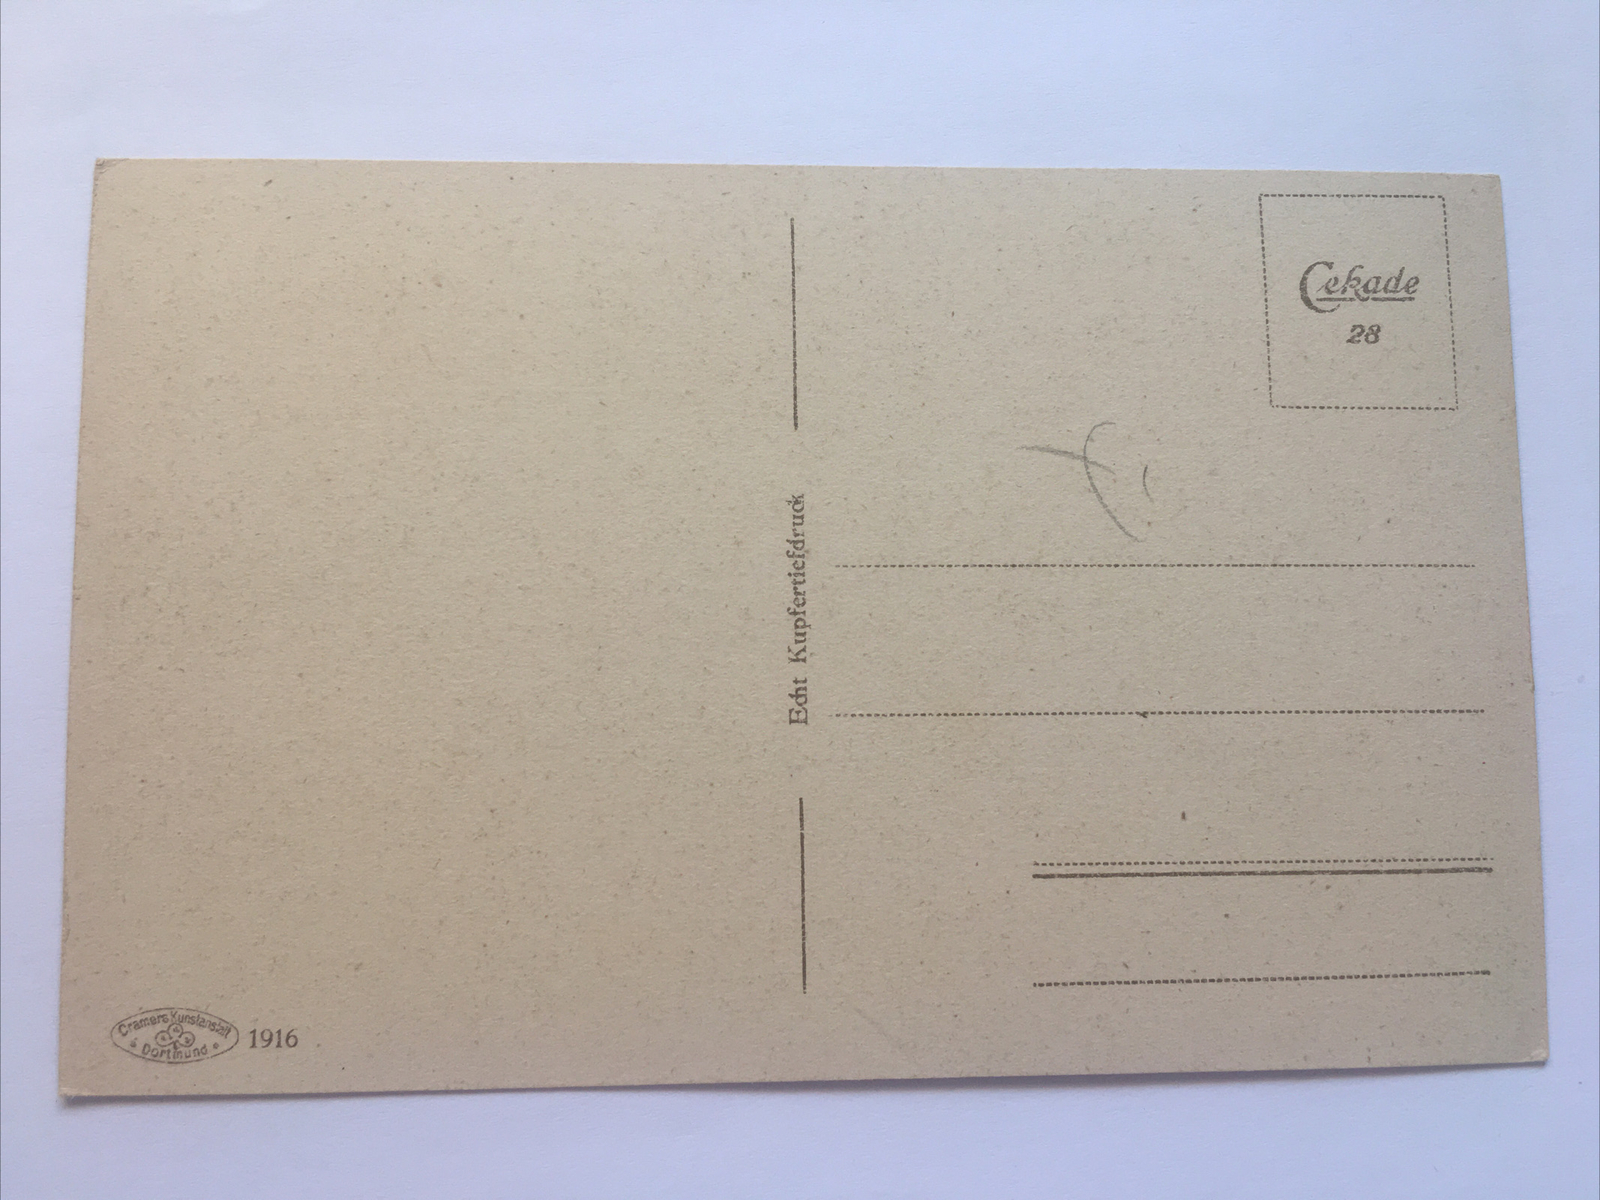 Cekade
28
Echt Kupfertiefdruck
Cramers Kunstanstalt
Dortmund
1916